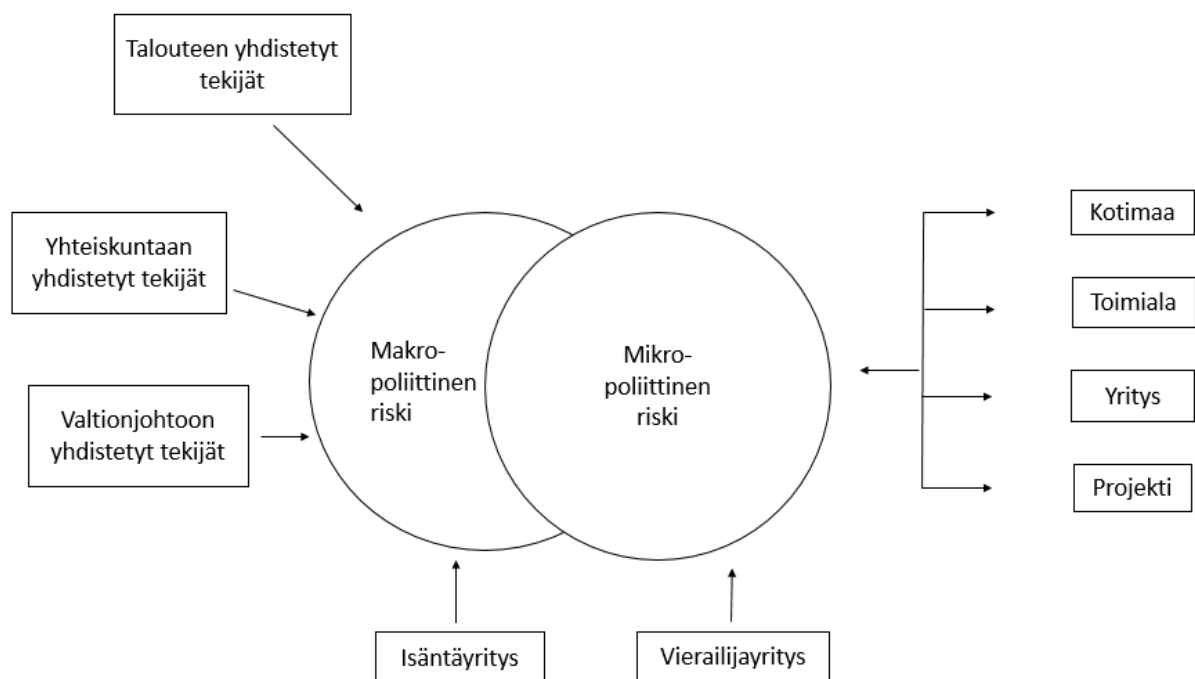 Talouteen yhdistetyt
tekijät
Yhteiskuntaan
yhdistetyt tekijät
Valtionjohtoon
yhdistetyt tekijät
Makro-
poliittinen
riski
Mikro-
poliittinen
riski
Kotimaa
Toimiala
Yritys
Projekti
Isäntäyritys
Vierailijayritys